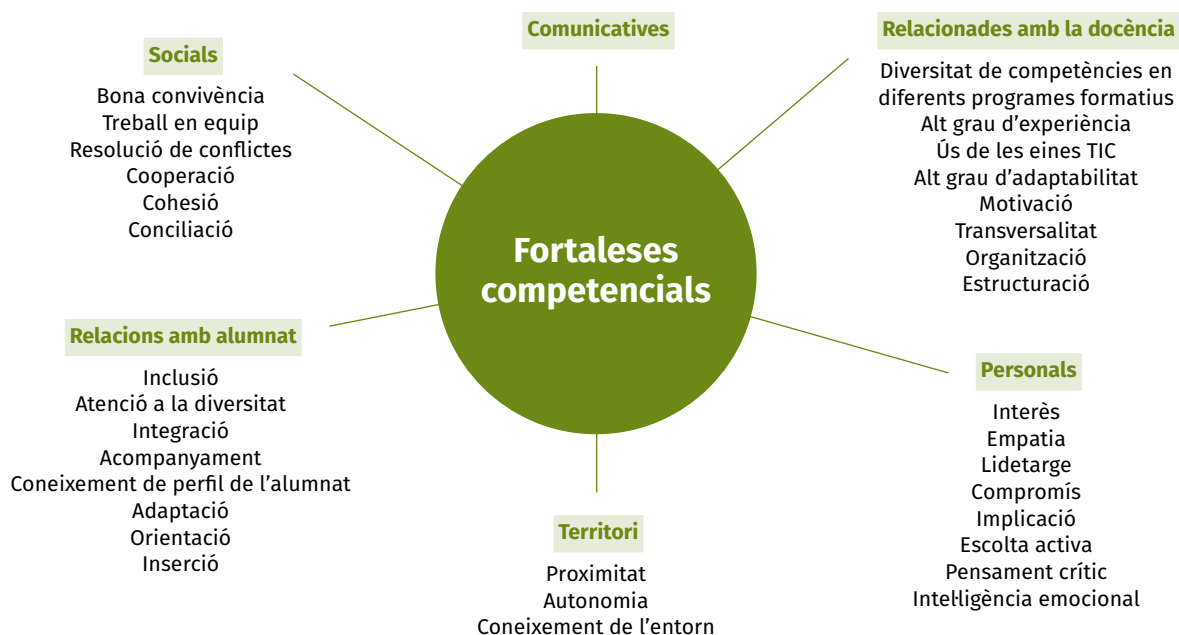 Comunicatives
Relacionades amb la docència
Diversitat de competències en
diferents programes formatius
Alt grau d’experiència
Ús de les eines TIC
Alt grau d’adaptabilitat
Motivació
Transversalitat
Organització
Estructuració
Socials
Bona convivència
Treball en equip
Resolució de conflictes
Cooperació
Cohesió
Conciliació
Fortaleses
competencials
Relacions amb alumnat
Inclusió
Atenció a la diversitat
Integració
Acompanyament
Coneixement de perfil de l’alumnat
Adaptació
Orientació
Inserció
Territori
Proximitat
Autonomia
Coneixement de l’entorn
Personals
Interès
Empatia
Lidetarge
Compromís
Implicació
Escolta activa
Pensament crític
Intel·ligència emocional